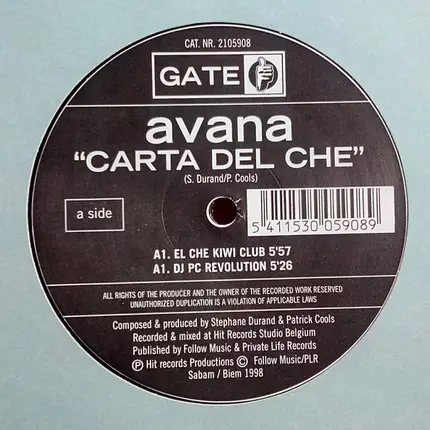 CAT. NR. 2105908
GATE
avana
"CARTA DEL CHE"
(S. Durand/P. Cools)
a side
5 411530 059089
A1. EL CHE KIWI CLUB 5'57
A1. DJ PC REVOLUTION 5'26
ALL RIGHTS OF THE PRODUCER AND THE OWNER OF THE RECORDED WORK RESERVED
UNAUTHORIZED DUPLICATION IS A VIOLATION OF APPLICABLE LAWS
Composed & produced by Stephane Durand & Patrick Cools
Recorded & mixed at Hit Records Studio Belgium
Published by Follow Music & Private Life Records
Ⓟ Hit records Productions © Follow Music/PLR
Sabam / Biem 1998